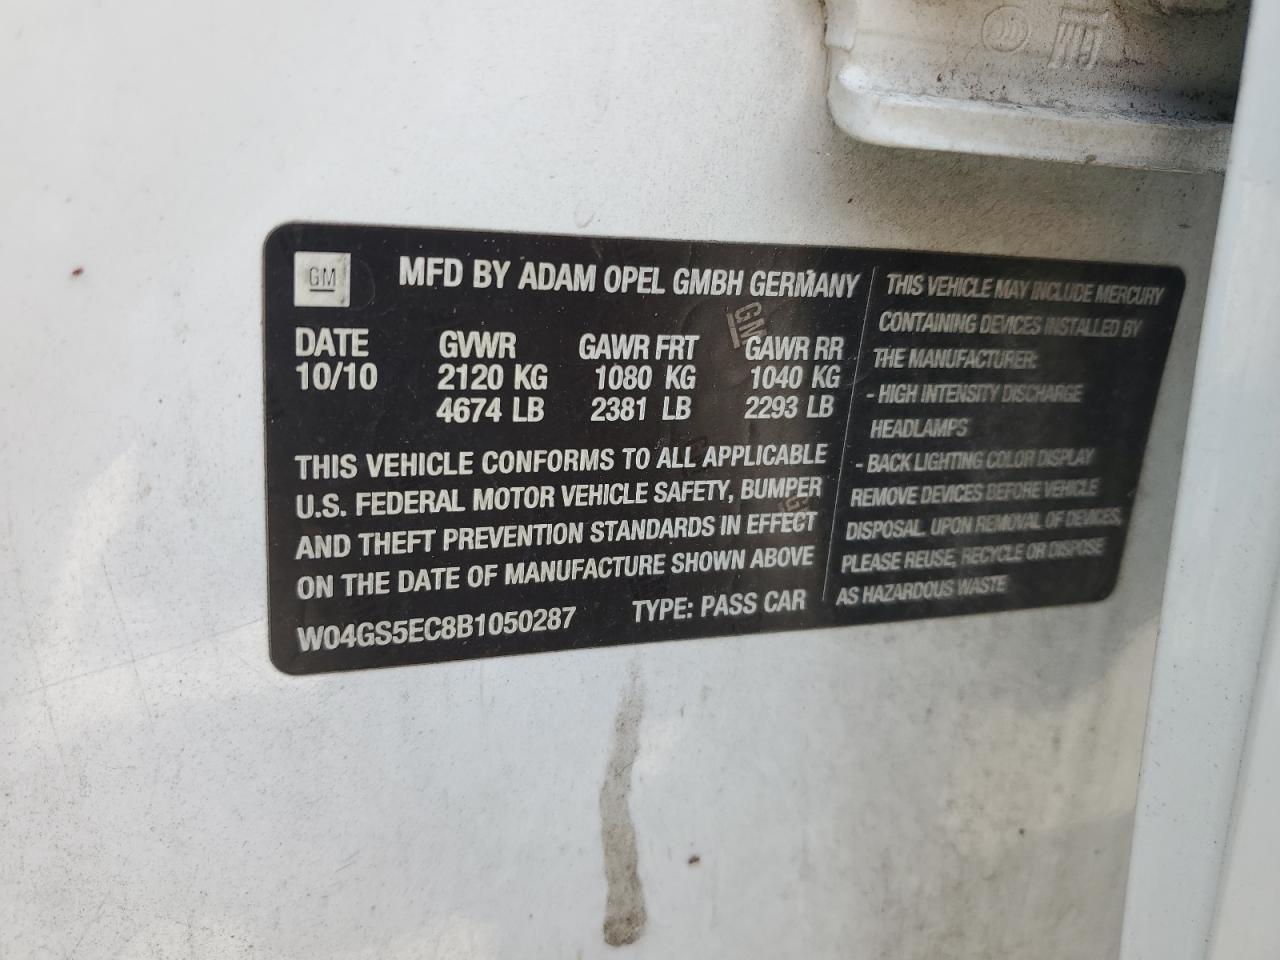 GM
MFD BY ADAM OPEL GMBH GERMANY
DATE GVWR GAWR FRT GAWR RR
10/10 2120 KG 1080 KG 1040 KG
4674 LB 2381 LB 2293 LB
THIS VEHICLE CONFORMS TO ALL APPLICABLE
U.S. FEDERAL MOTOR VEHICLE SAFETY, BUMPER
AND THEFT PREVENTION STANDARDS IN EFFECT
ON THE DATE OF MANUFACTURE SHOWN ABOVE
W04GS5EC8B1050287 TYPE: PASS CAR
THIS VEHICLE MAY INCLUDE MERCURY
CONTAINING DEVICES INSTALLED BY
THE MANUFACTURER:
- HIGH INTENSITY DISCHARGE
HEADLAMPS
- BACK LIGHTING COLOR DISPLAY
REMOVE DEVICES BEFORE VEHICLE
DISPOSAL. UPON REMOVAL OF DEVICES,
PLEASE REUSE, RECYCLE OR DISPOSE
AS HAZARDOUS WASTE
GM